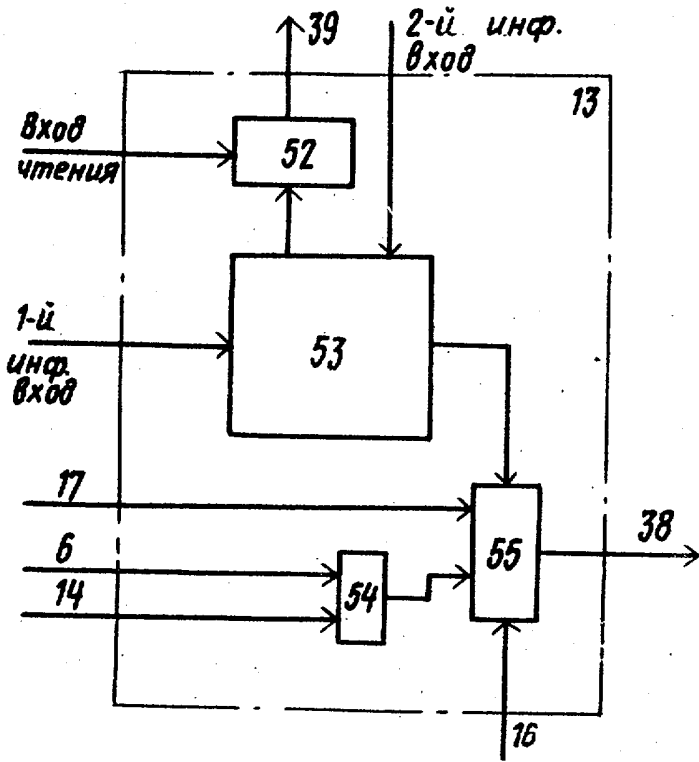 39
2-й инф.
вход
13
вход
чтения
52
1-й
инф.
вход
53
17
6
14
54
55
38
16